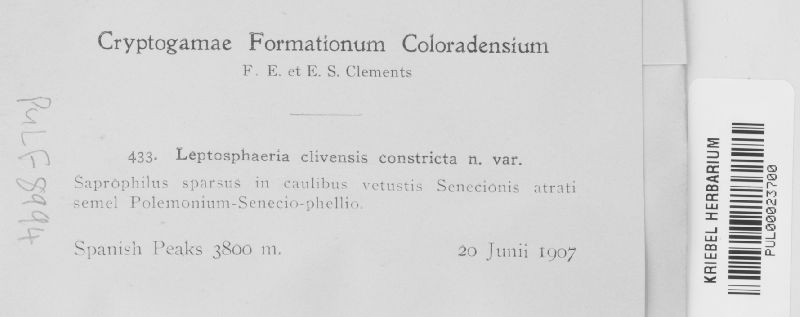 Cryptogamae Formationum Coloradensium
F. E. et E. S. Clements
433. Leptosphaeria clivensis constricta n. var.
Saprophilus sparsus in caulibus vetustis Senecionis atrati
semel Polemonium-Senecio-phellio.
Spanish Peaks 3800 m. 20 Junii 1907
PuL F-8994
KRIEBEL HERBARIUM
PUL00023700